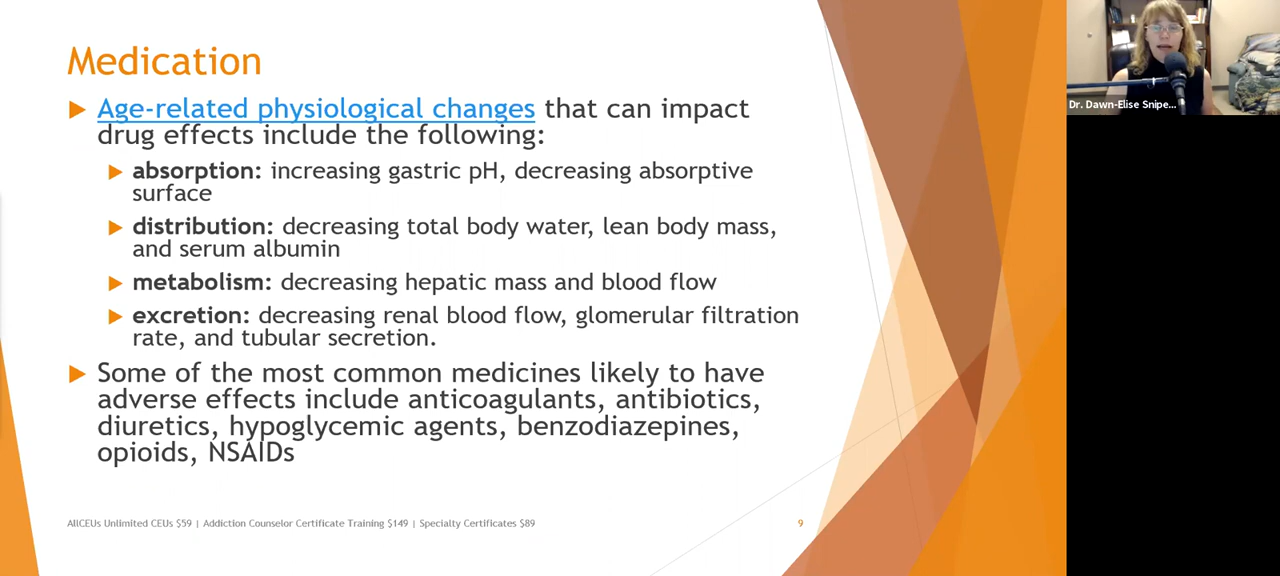 Medication
Age-related physiological changes that can impact
drug effects include the following:
absorption: increasing gastric pH, decreasing absorptive
surface
distribution: decreasing total body water, lean body mass,
and serum albumin
metabolism: decreasing hepatic mass and blood flow
excretion: decreasing renal blood flow, glomerular filtration
rate, and tubular secretion.
Some of the most common medicines likely to have
adverse effects include anticoagulants, antibiotics,
diuretics, hypoglycemic agents, benzodiazepines,
opioids, NSAIDs
AllCEUs Unlimited CEUs $59 | Addiction Counselor Certificate Training $149 | Specialty Certificates $89
9
Dr. Dawn-Elise Snipe...